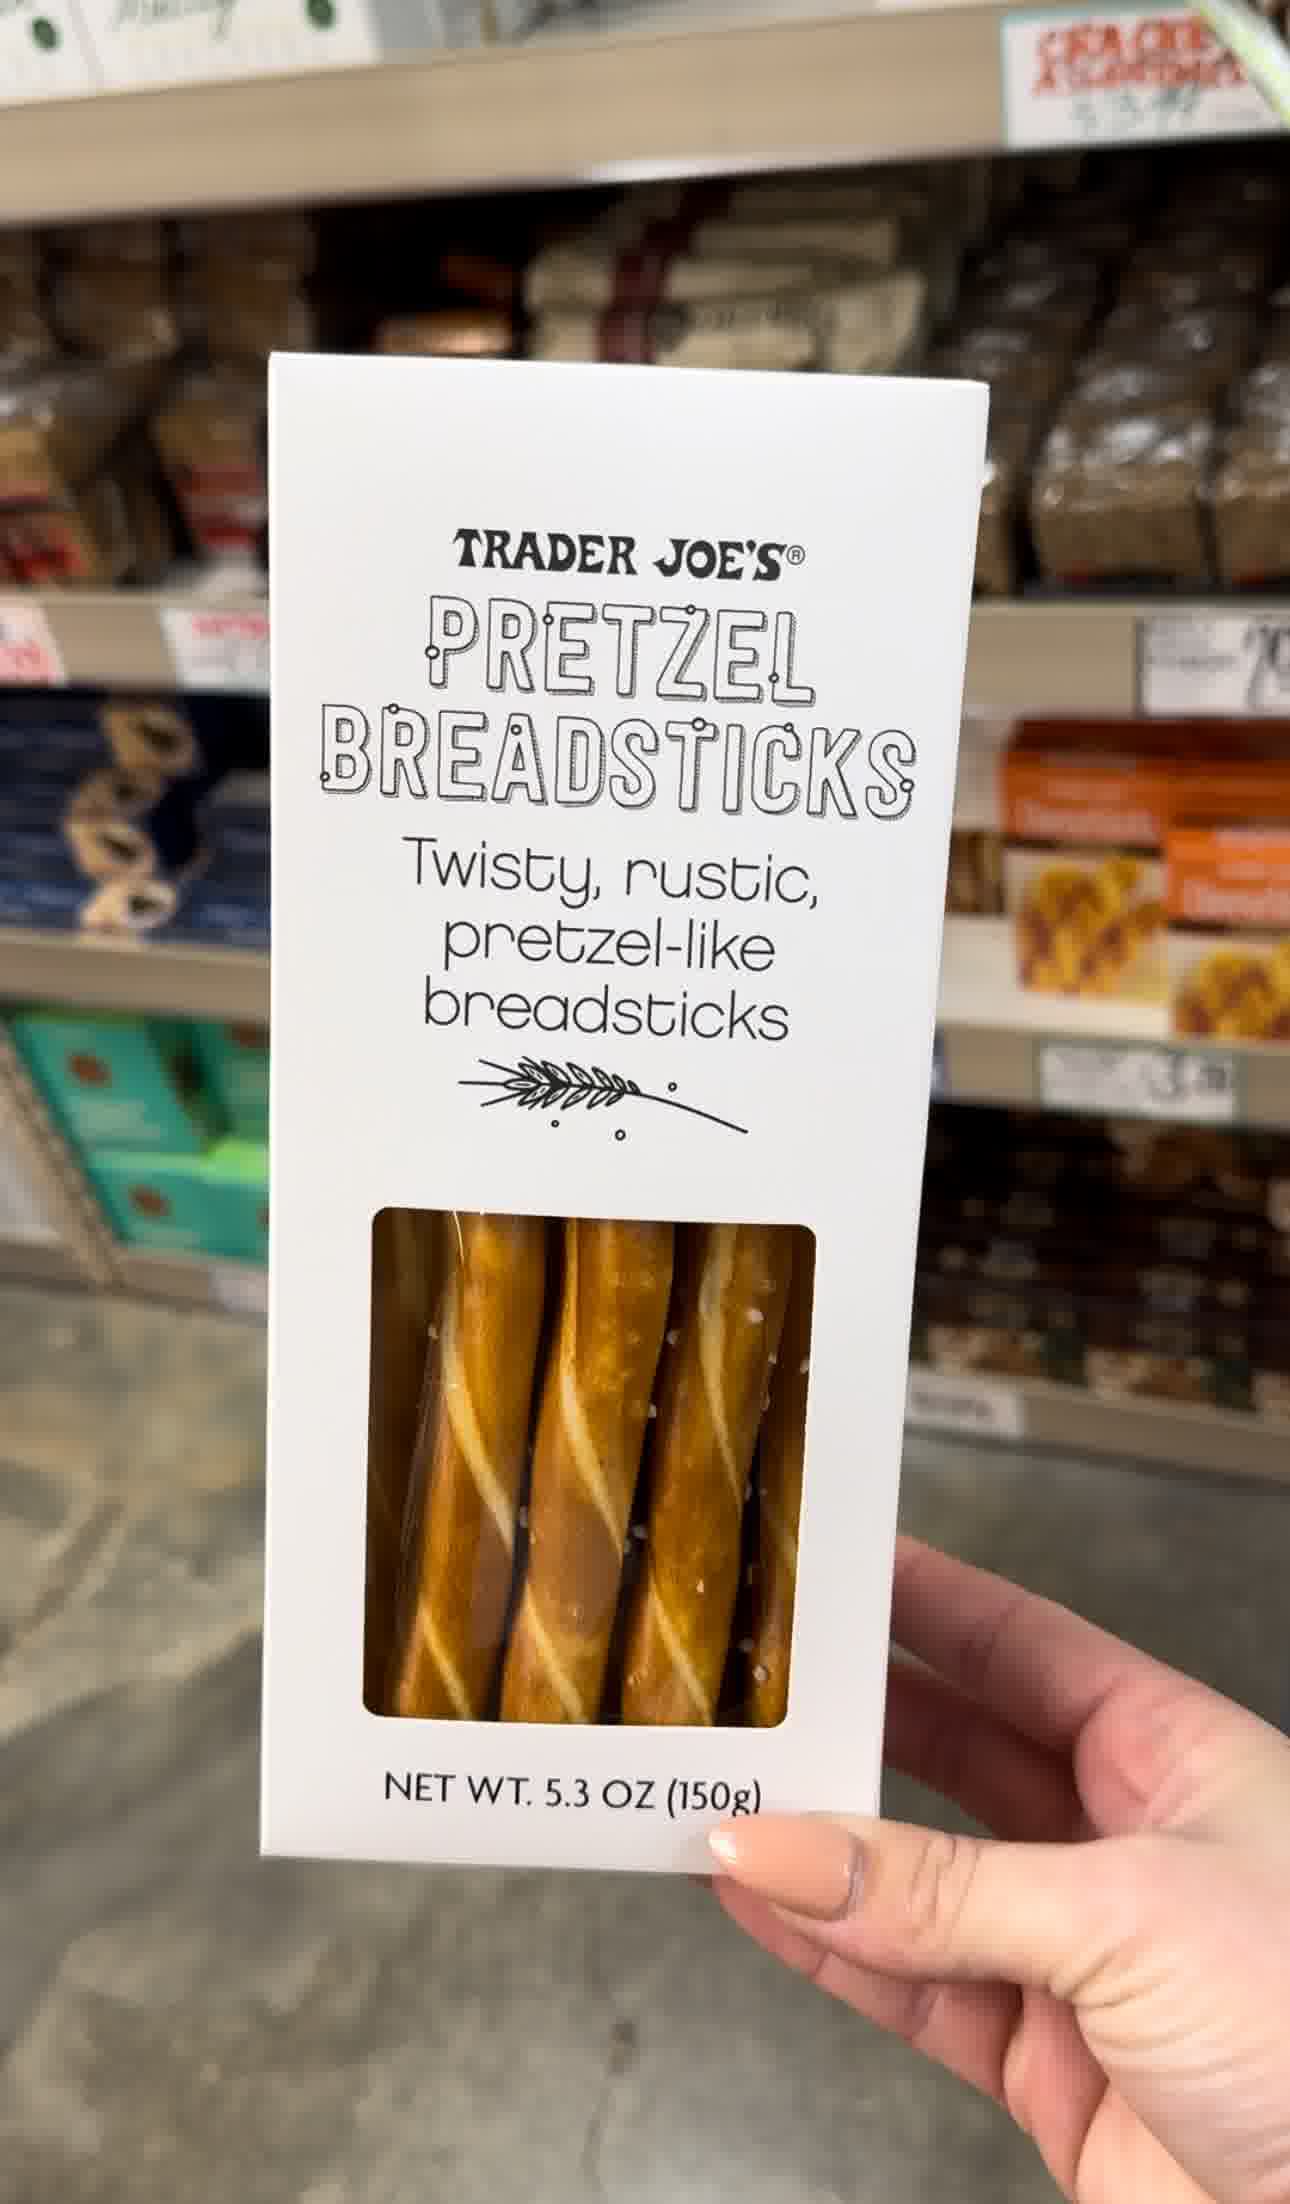 TRADER JOE'S®
PRETZEL
BREADSTICKS
Twisty, rustic,
pretzel-like
breadsticks
NET WT. 5.3 OZ (150g)